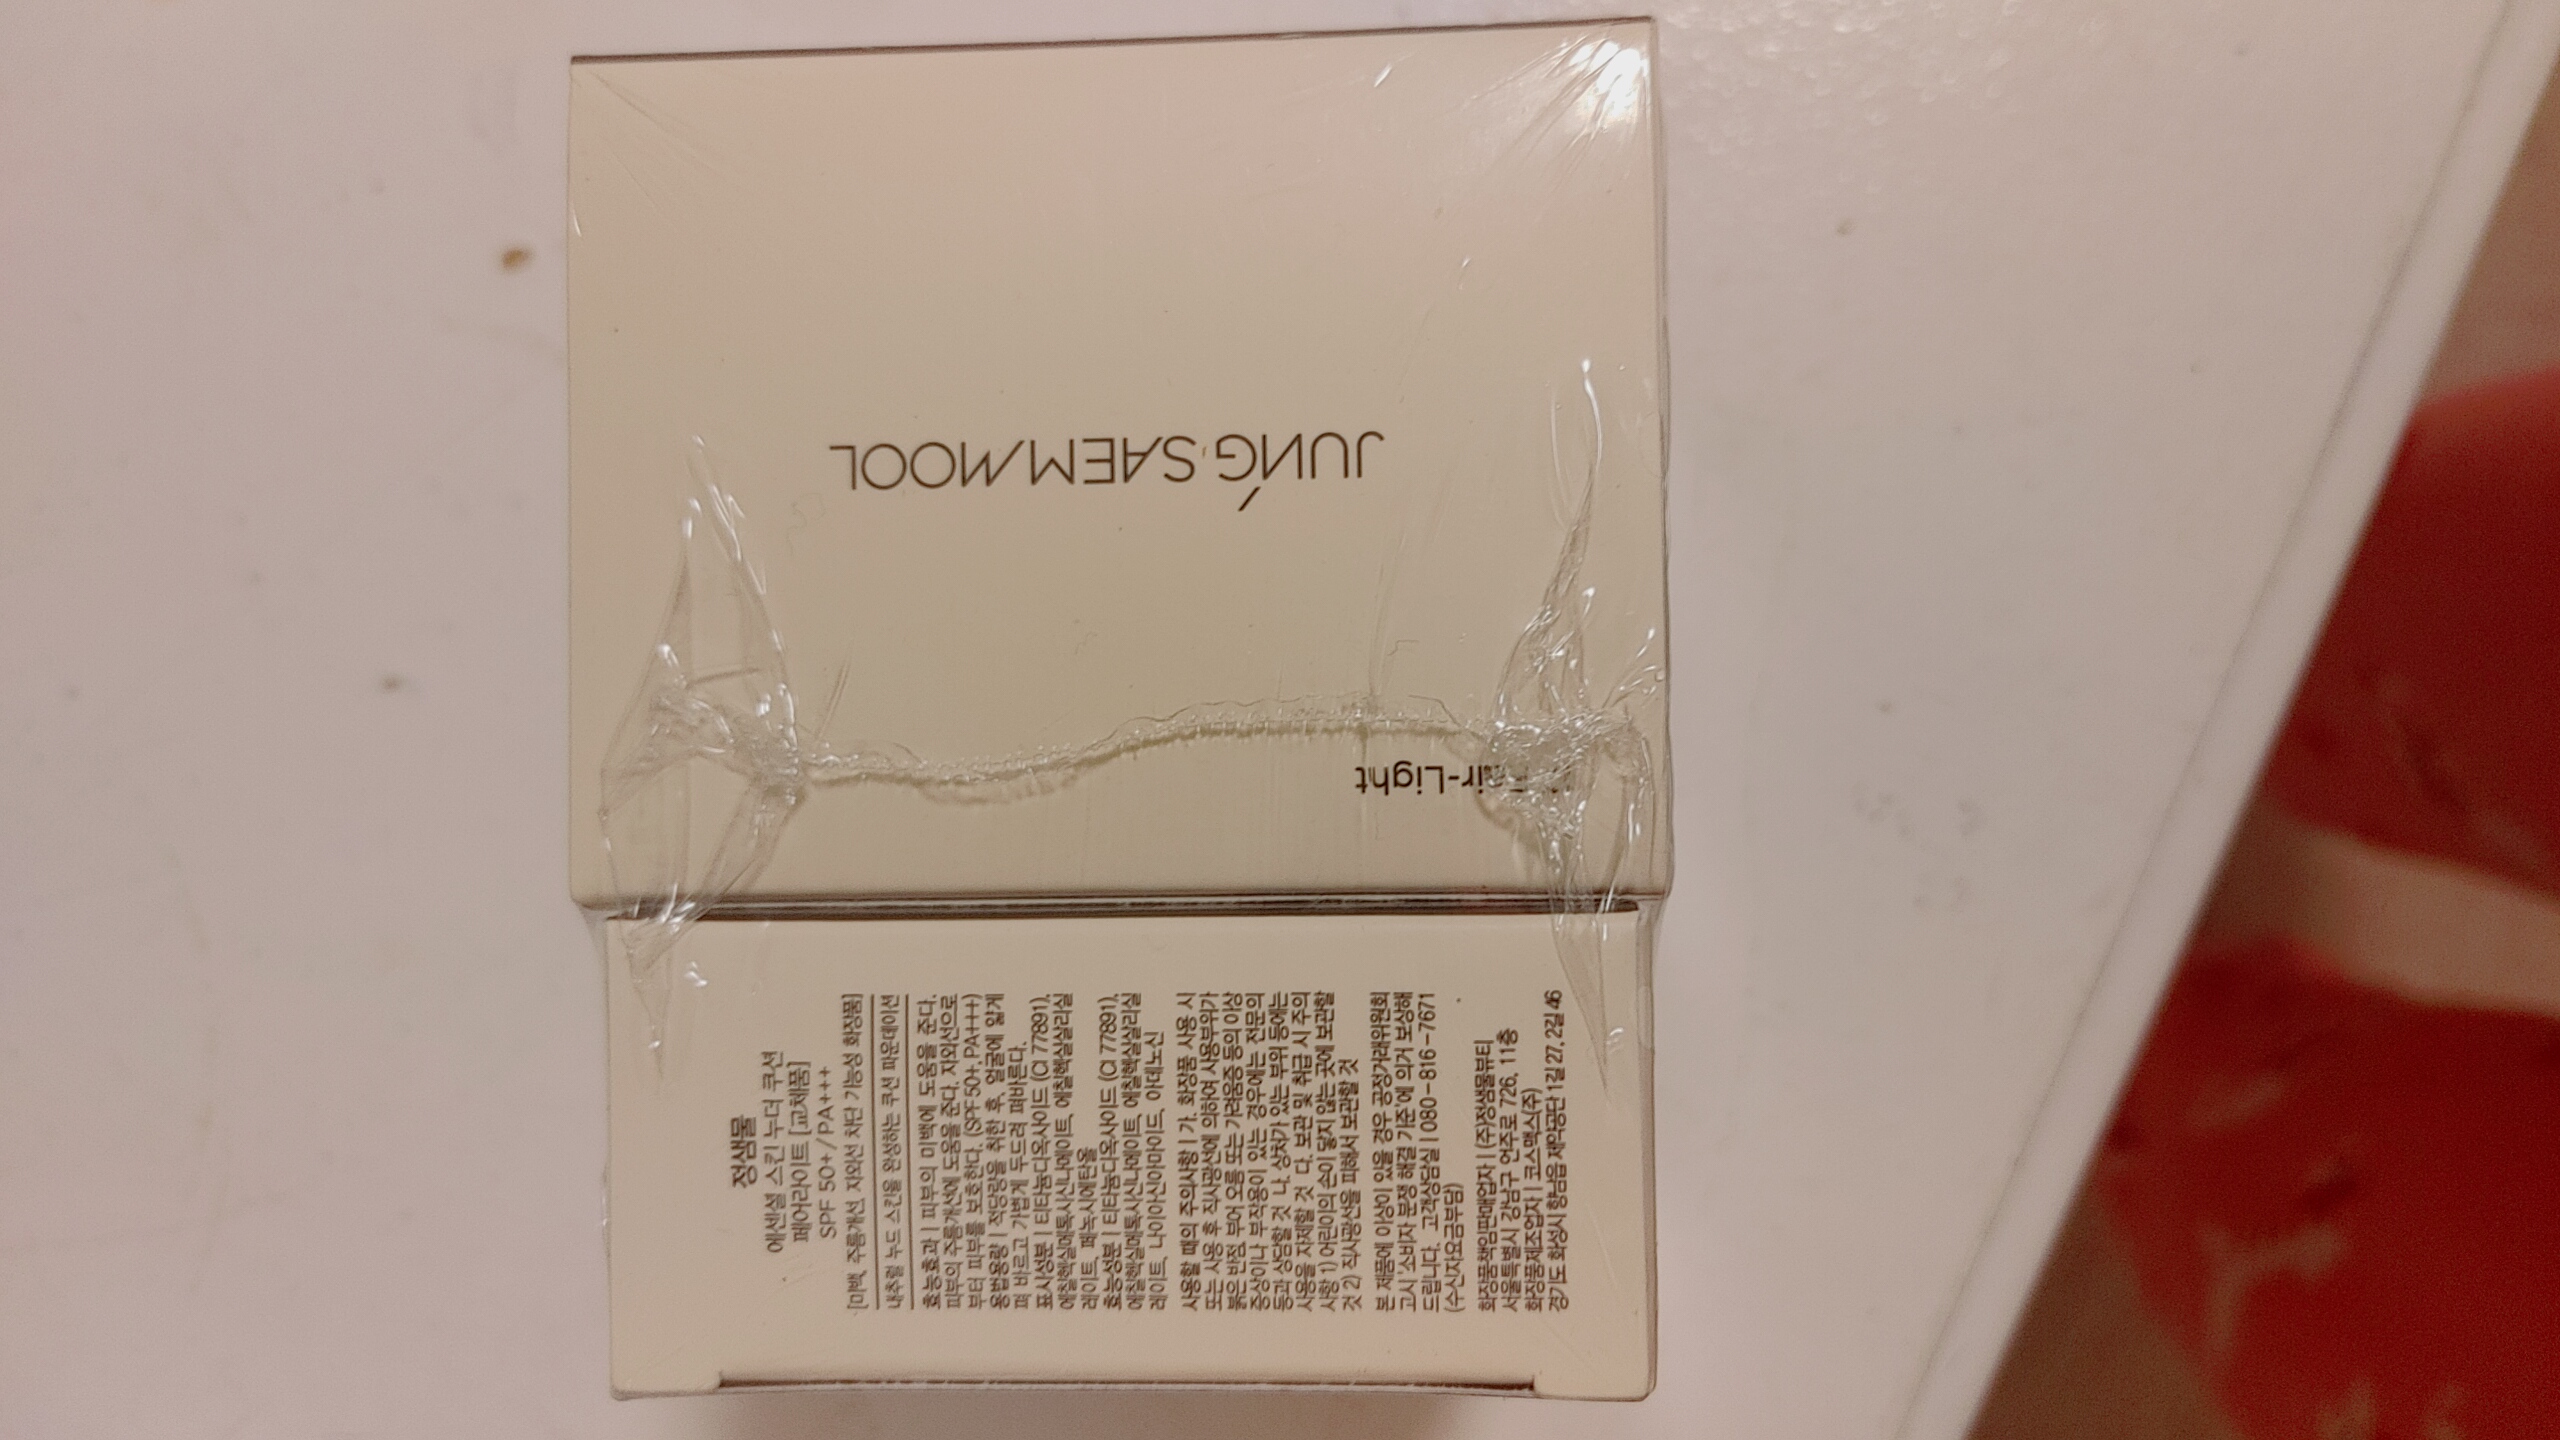 JUNG SAEM MOOL
Fair-Light
정샘물
에센셜 스킨 누더 쿠션
페어라이트 [교체품]
SPF 50+ / PA+++
[미백, 주름개선, 자외선 차단 기능성 화장품]
내추럴 누드 스킨을 완성하는 쿠션 파운데이션
효능효과 | 피부의 미백에 도움을 준다.
피부의 주름개선에 도움을 준다. 자외선으로
부터 피부를 보호한다. (SPF50+, PA+++)
용법용량 | 적당량을 취한 후, 얼굴에 얇게
펴 바르고 가볍게 두드려 펴바른다.
표시성분 | 티타늄디옥사이드 (CI 77891),
에칠헥실메톡시신나메이트, 에칠헥실살리실
레이트, 페녹시에탄올
효능성분 | 티타늄디옥사이드 (CI 77891),
에칠헥실메톡시신나메이트, 에칠헥실살리실
레이트, 나이아신아마이드, 아데노신
사용할 때의 주의사항 | 가. 화장품 사용 시
또는 사용 후 직사광선에 의하여 사용부위가
붉은 반점, 부어 오름 또는 가려움증 등의 이상
증상이나 부작용이 있는 경우에는 전문의
등과 상담할 것 나. 상처가 있는 부위 등에는
사용을 자제할 것 다. 보관 및 취급 시 주의
사항 1) 어린이의 손이 닿지 않는 곳에 보관할
것 2) 직사광선을 피해서 보관할 것
본 제품에 이상이 있을 경우 공정거래위원회
고시 '소비자 분쟁 해결 기준'에 의거 보상해
드립니다. 고객상담실 | 080-816-7671
(수신자요금부담)
화장품책임판매업자 | (주)정샘물뷰티
서울특별시 강남구 언주로 726, 11층
화장품제조업자 | 코스맥스(주)
경기도 화성시 향남읍 제약공단 1길 27, 2길 46